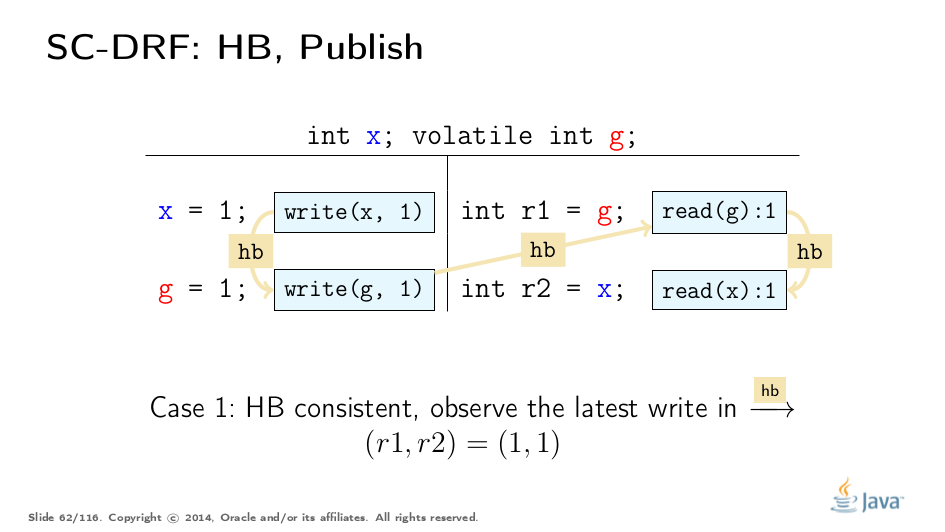 SC-DRF: HB, Publish
int x; volatile int g;
x = 1; write(x, 1) int r1 = g; read(g):1
hb hb hb
g = 1; write(g, 1) int r2 = x; read(x):1
hb
Case 1: HB consistent, observe the latest write in ⟶
(r1, r2) = (1, 1)
Java™
Slide 62/116. Copyright © 2014, Oracle and/or its affiliates. All rights reserved.